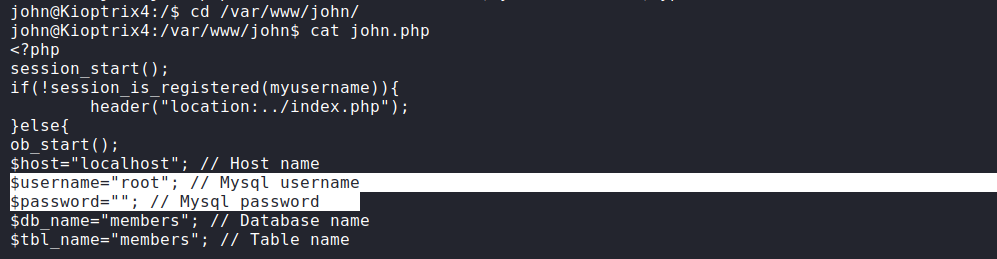 john@Kioptrix4:/$ cd /var/www/john/
john@Kioptrix4:/var/www/john$ cat john.php
<?php
session_start();
if(!session_is_registered(myusername)){
        header("location:../index.php");
}else{
ob_start();
$host="localhost"; // Host name
$username="root"; // Mysql username
$password=""; // Mysql password
$db_name="members"; // Database name
$tbl_name="members"; // Table name